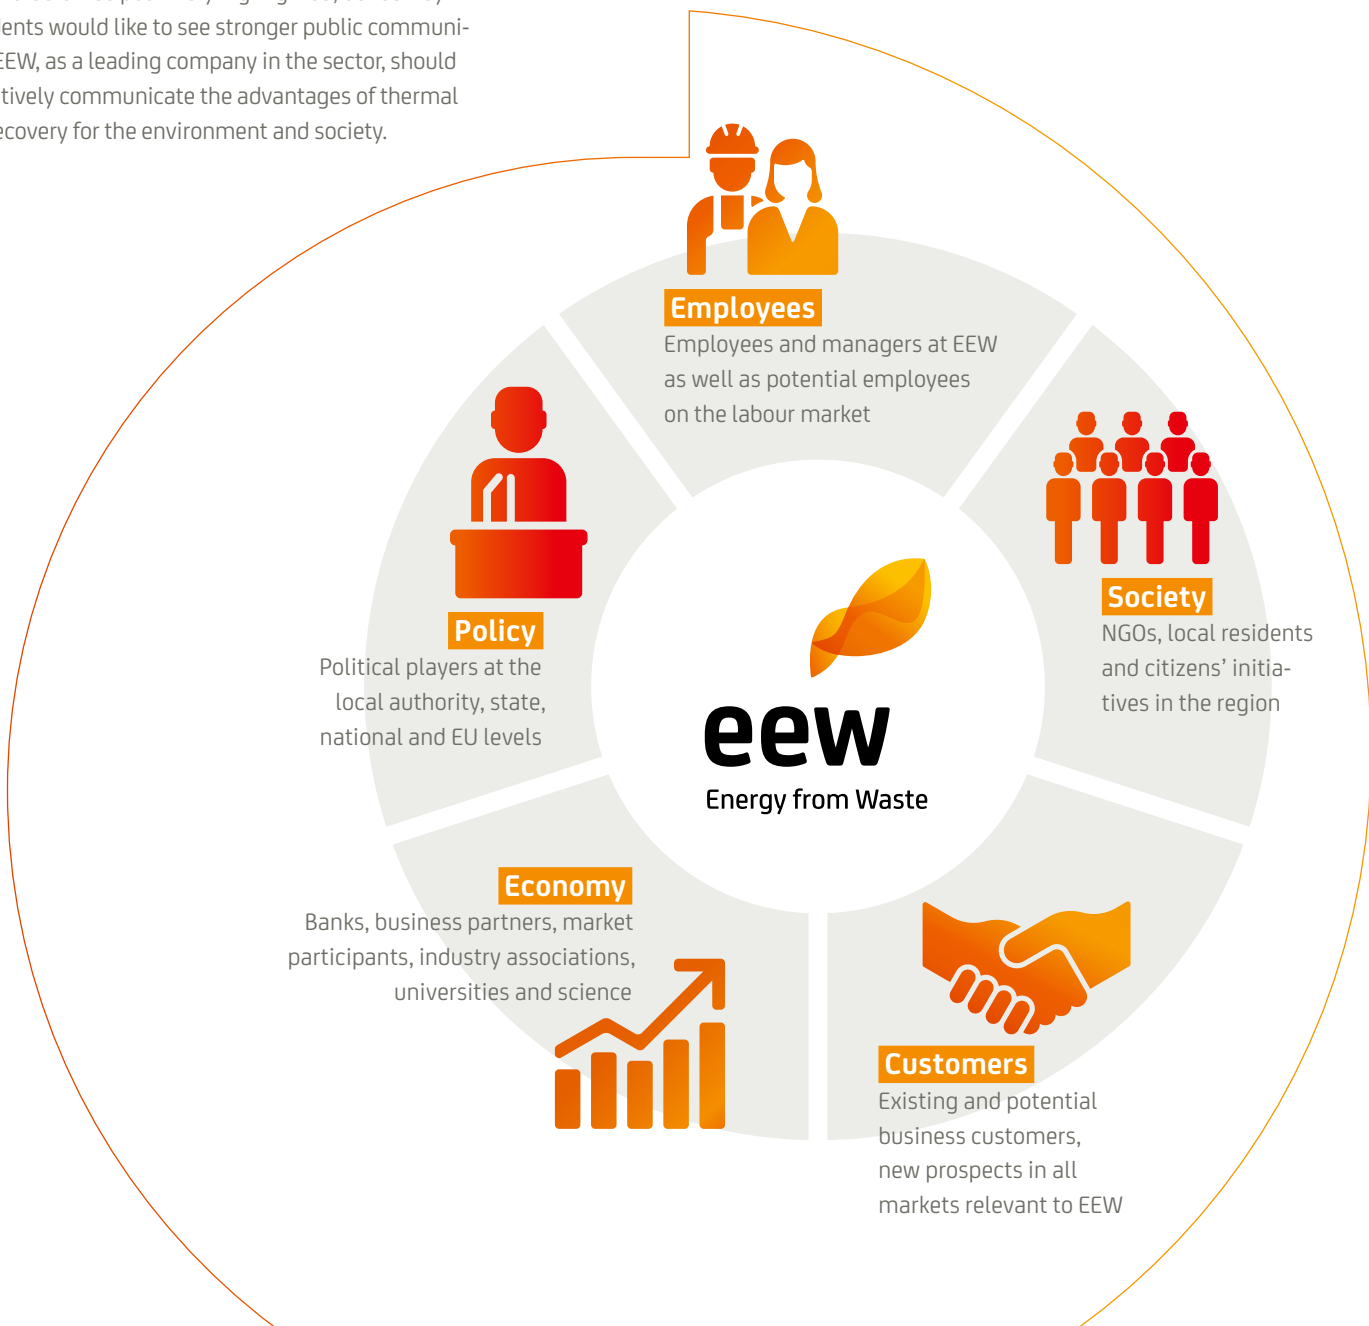 dents would like to see stronger public communi-
EEW, as a leading company in the sector, should
tively communicate the advantages of thermal
ecovery for the environment and society.
Employees
Employees and managers at EEW
as well as potential employees
on the labour market
Society
NGOs, local residents
and citizens’ initia-
tives in the region
Policy
Political players at the
local authority, state,
national and EU levels
eew
Energy from Waste
Economy
Banks, business partners, market
participants, industry associations,
universities and science
Customers
Existing and potential
business customers,
new prospects in all
markets relevant to EEW